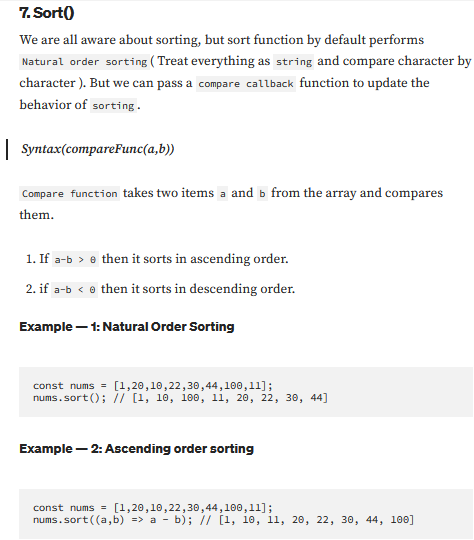 7. Sort()
We are all aware about sorting, but sort function by default performs
Natural order sorting ( Treat everything as string and compare character by
character ). But we can pass a compare callback function to update the
behavior of sorting .
Syntax(compareFunc(a,b))
Compare function takes two items a and b from the array and compares
them.
1. If a-b > 0 then it sorts in ascending order.
2. if a-b < 0 then it sorts in descending order.
Example — 1: Natural Order Sorting
const nums = [1,20,10,22,30,44,100,11];
nums.sort(); // [1, 10, 100, 11, 20, 22, 30, 44]
Example — 2: Ascending order sorting
const nums = [1,20,10,22,30,44,100,11];
nums.sort((a,b) => a - b); // [1, 10, 11, 20, 22, 30, 44, 100]